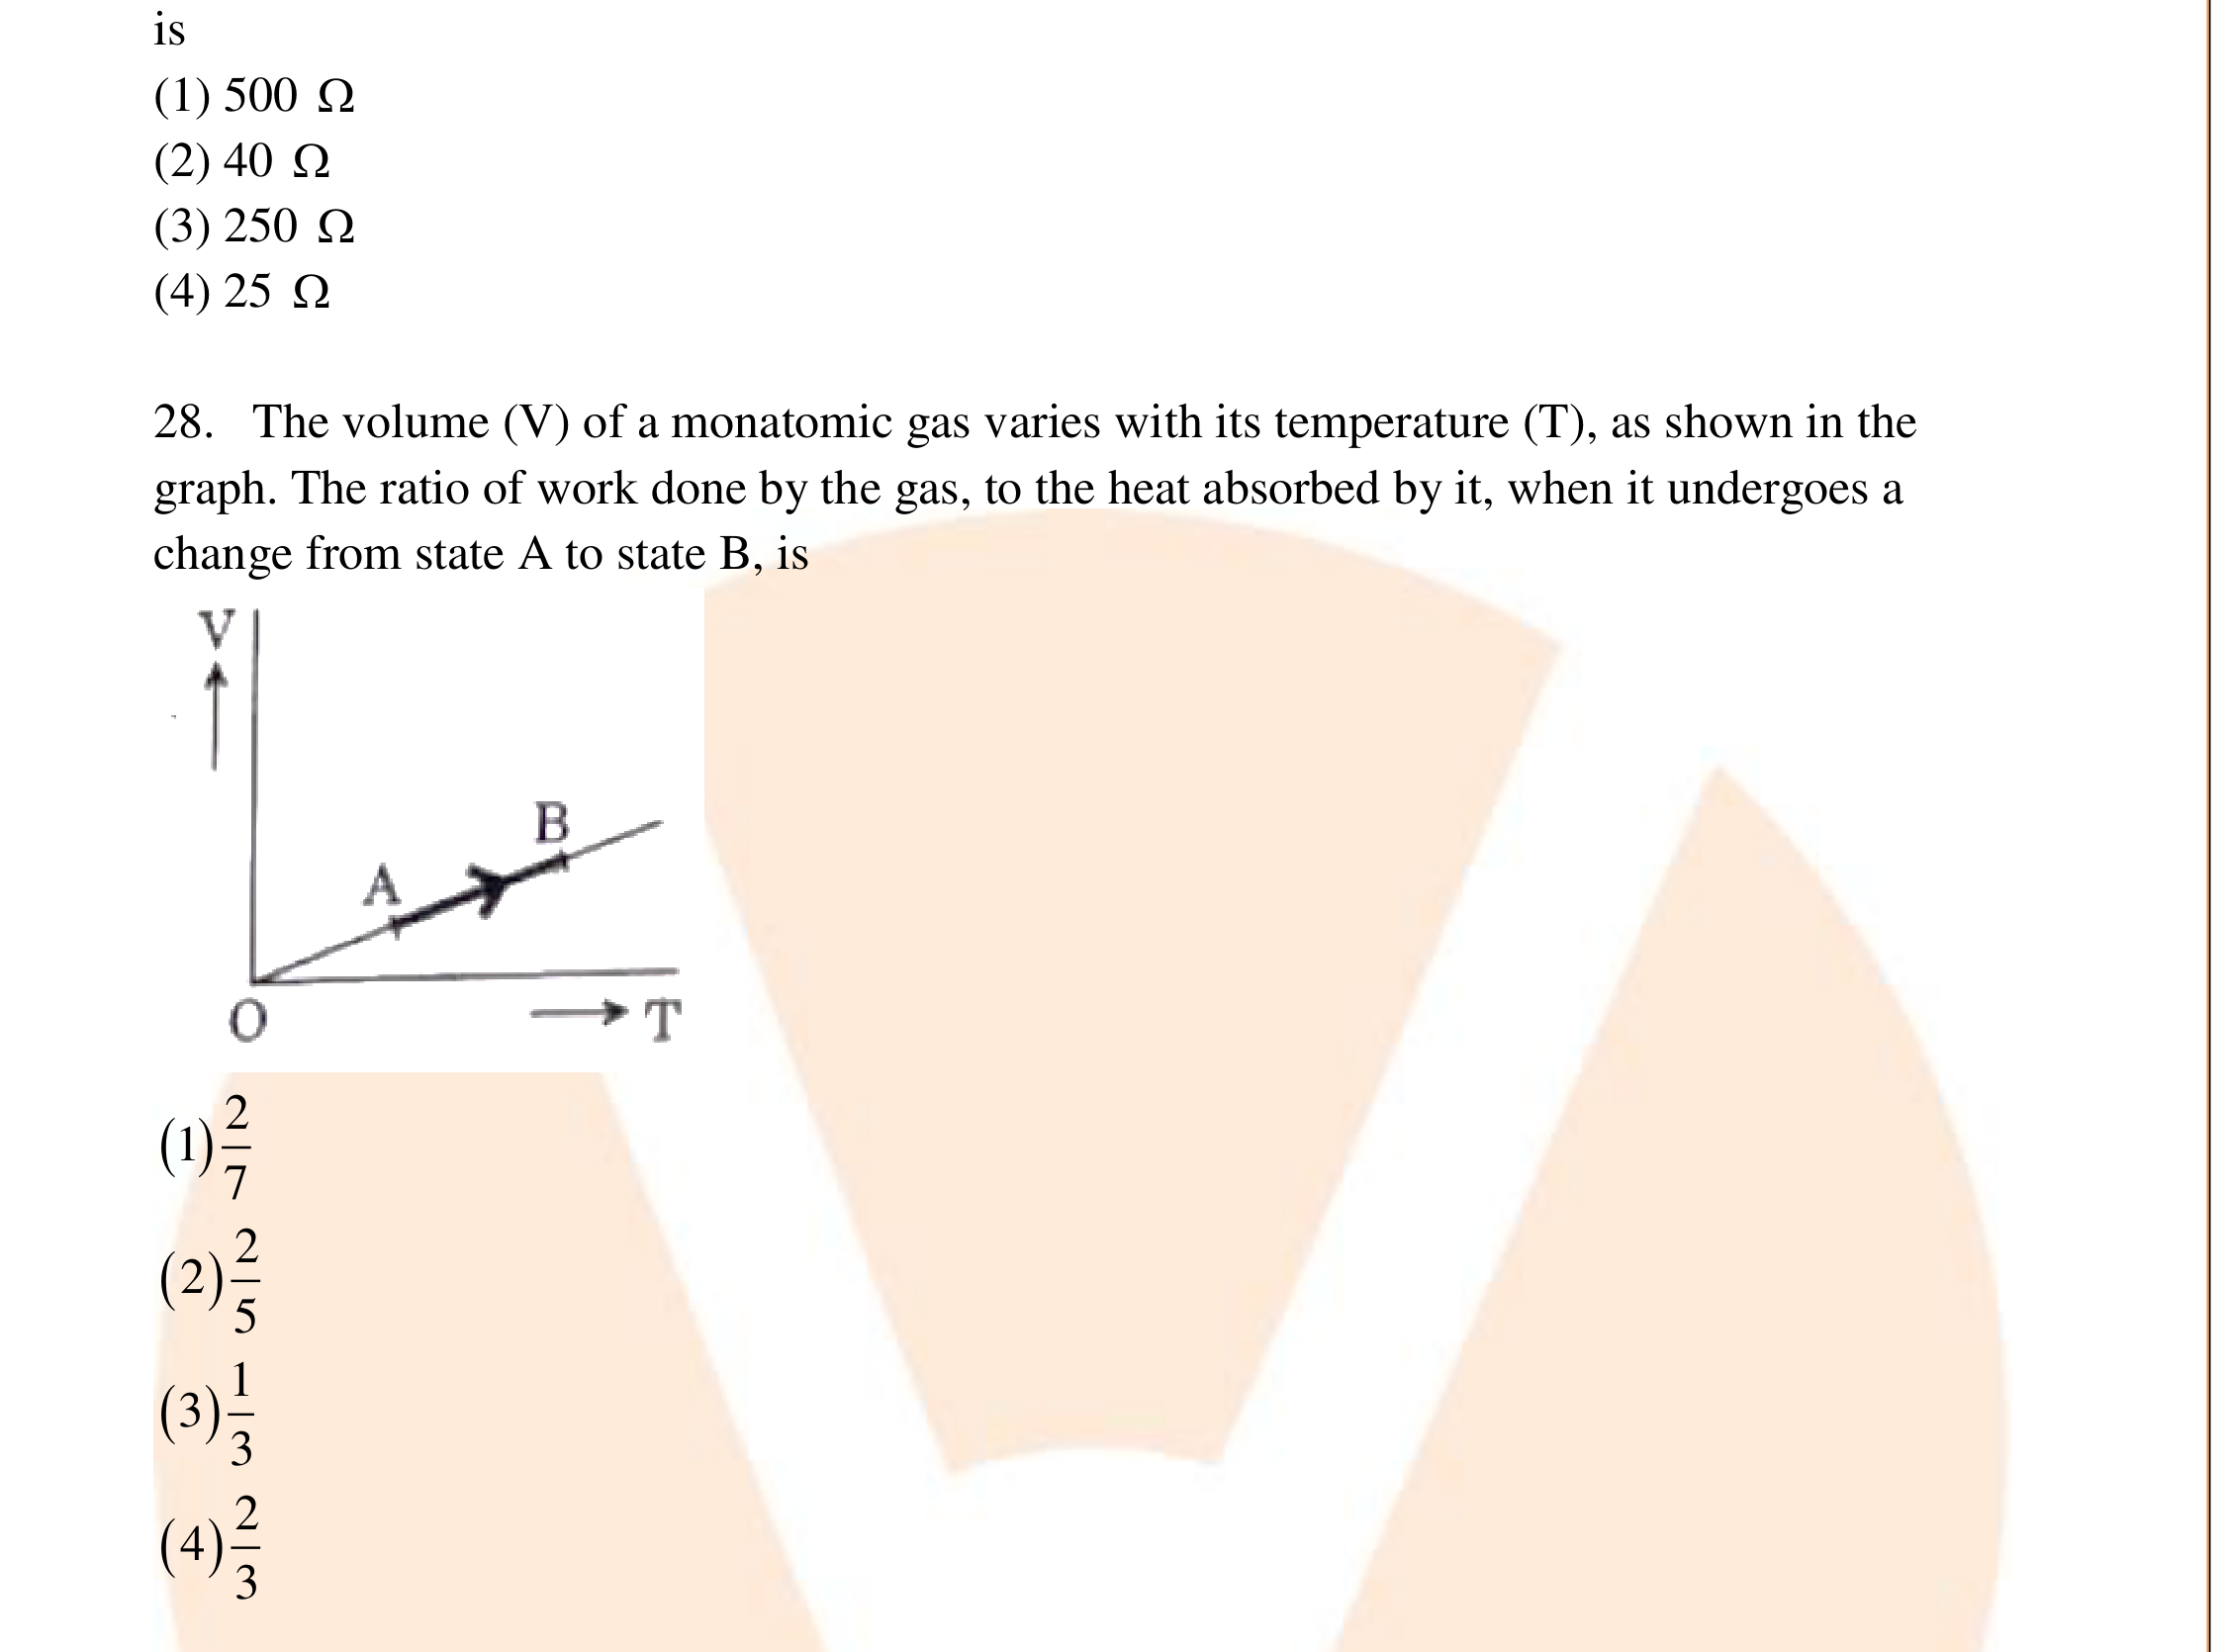 is
(1) 500 Ω
(2) 40 Ω
(3) 250 Ω
(4) 25 Ω
28. The volume (V) of a monatomic gas varies with its temperature (T), as shown in the
graph. The ratio of work done by the gas, to the heat absorbed by it, when it undergoes a
change from state A to state B, is
V
B
A
O
T
(1) 2/7
(2) 2/5
(3) 1/3
(4) 2/3